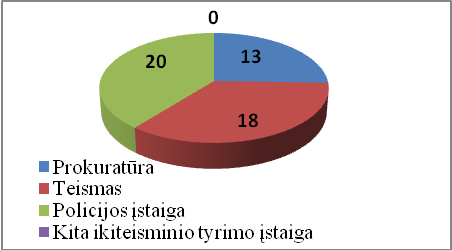 0
13
20
18
Prokuratūra
Teismas
Policijos įstaiga
Kita ikiteisminio tyrimo įstaiga